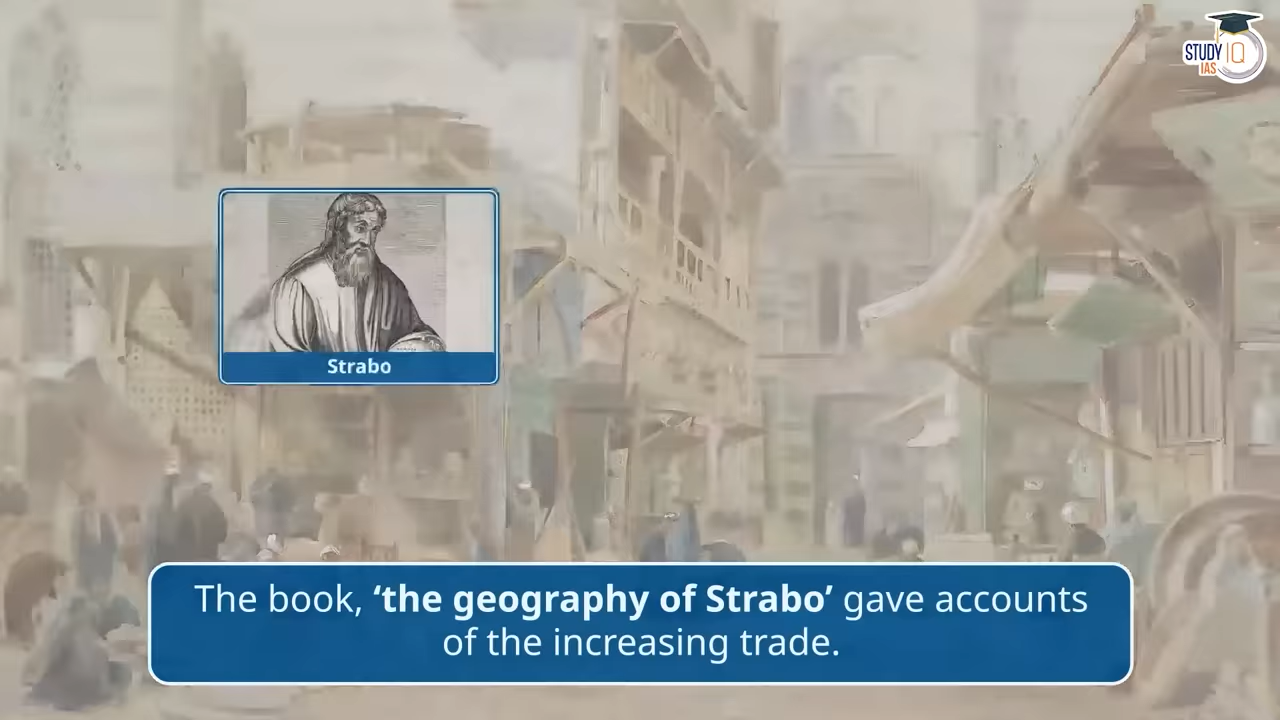 STUDY IQ
IAS
Strabo
The book, ‘the geography of Strabo’ gave accounts
of the increasing trade.